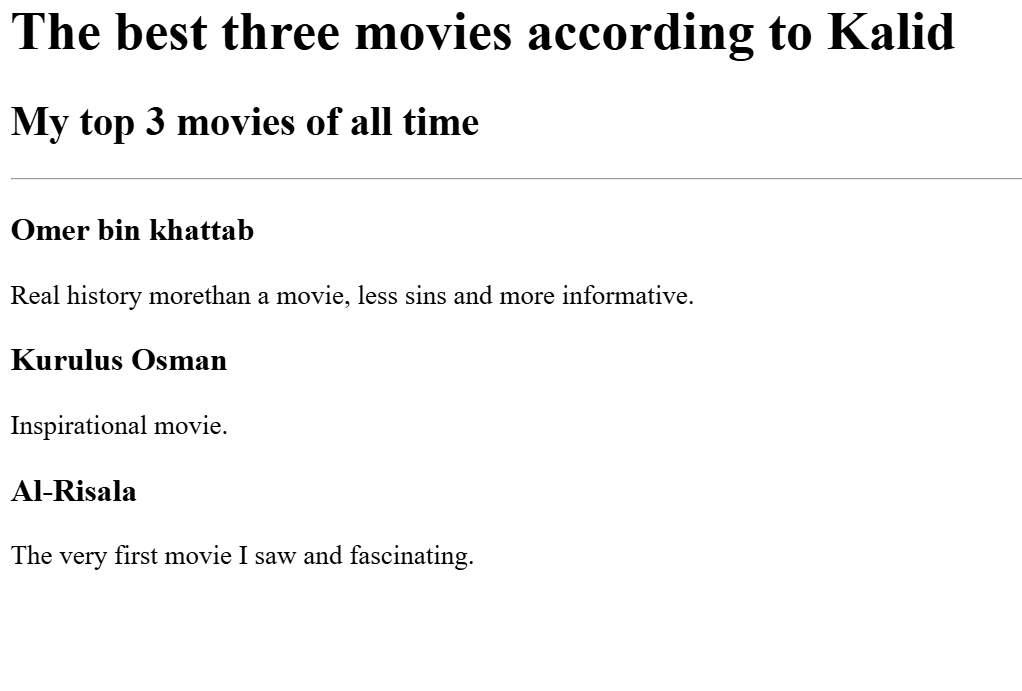 The best three movies according to Kalid
My top 3 movies of all time
Omer bin khattab
Real history morethan a movie, less sins and more informative.
Kurulus Osman
Inspirational movie.
Al-Risala
The very first movie I saw and fascinating.